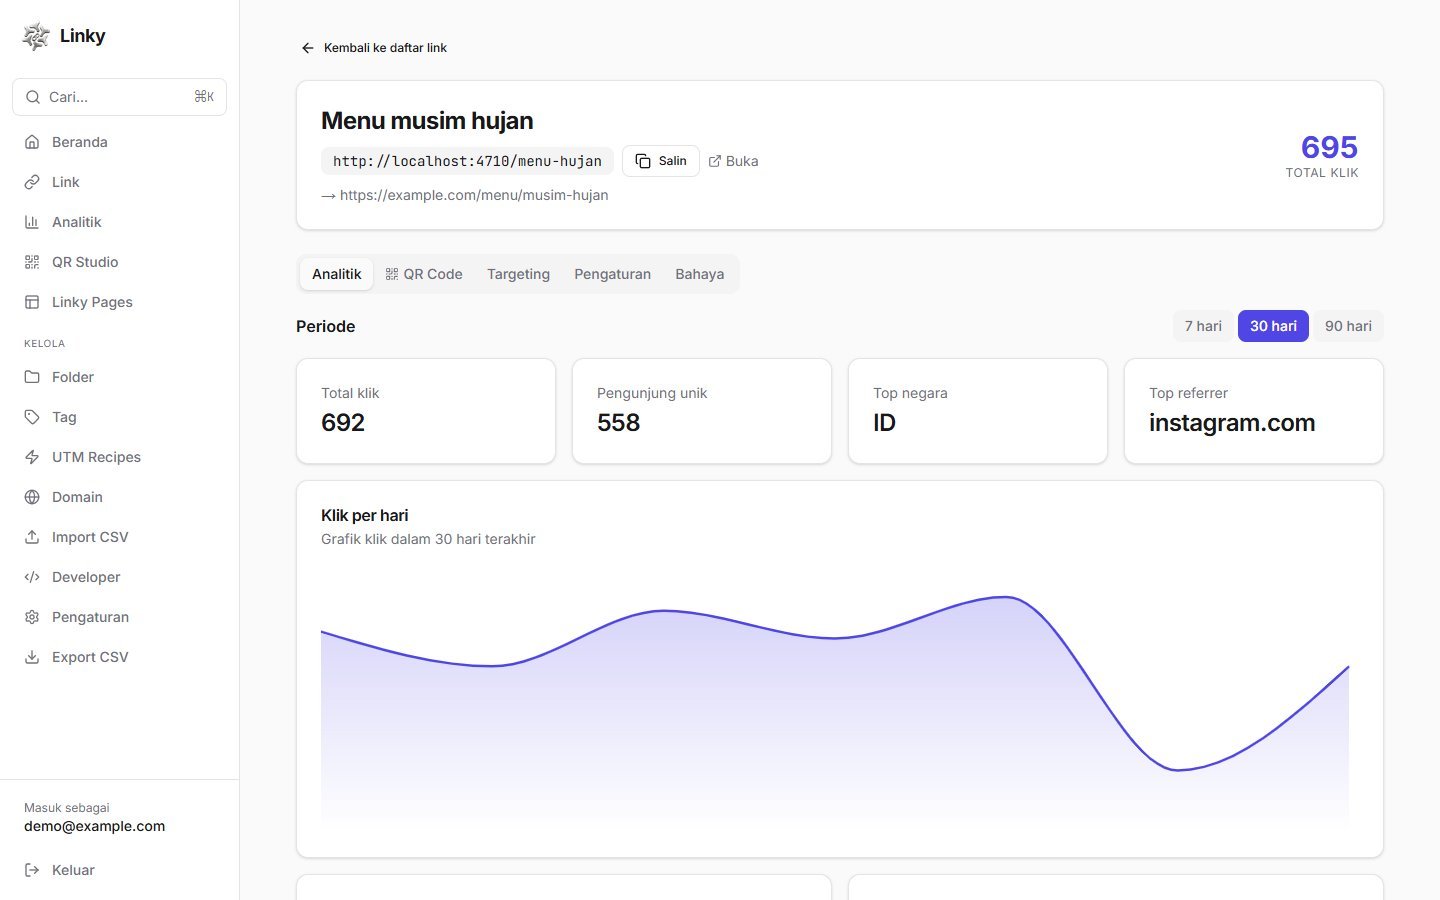 Linky
Cari...
⌘K
Beranda
Link
Analitik
QR Studio
Linky Pages
KELOLA
Folder
Tag
UTM Recipes
Domain
Import CSV
Developer
Pengaturan
Export CSV
Masuk sebagai
demo@example.com
Keluar
← Kembali ke daftar link
Menu musim hujan
http://localhost:4710/menu-hujan
Salin
Buka
→ https://example.com/menu/musim-hujan
695
TOTAL KLIK
Analitik
QR Code
Targeting
Pengaturan
Bahaya
Periode
7 hari
30 hari
90 hari
Total klik
692
Pengunjung unik
558
Top negara
ID
Top referrer
instagram.com
Klik per hari
Grafik klik dalam 30 hari terakhir